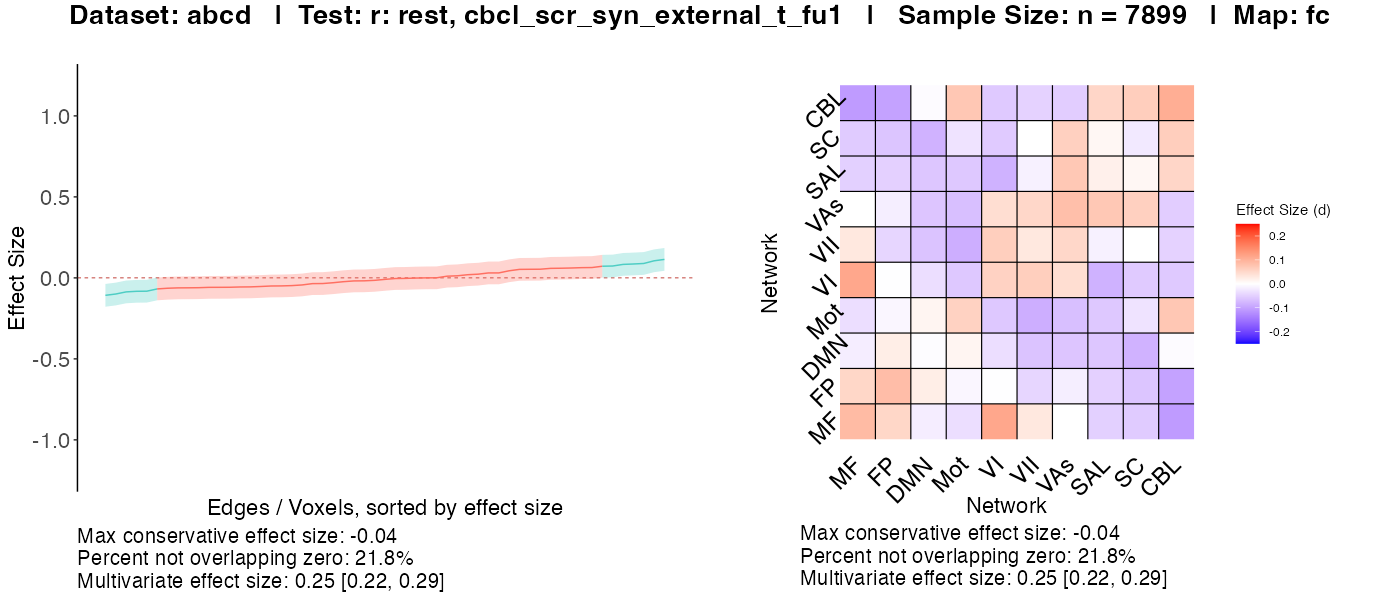 Dataset: abcd | Test: r: rest, cbcl_scr_syn_external_t_fu1 | Sample Size: n = 7899 | Map: fc
Effect Size
1.0
0.5
0.0
-0.5
-1.0
Edges / Voxels, sorted by effect size
Max conservative effect size: -0.04
Percent not overlapping zero: 21.8%
Multivariate effect size: 0.25 [0.22, 0.29]
Network
CBL
SC
SAL
VAs
VII
VI
Mot
DMN
FP
MF
MF FP DMN Mot VI VII VAs SAL SC CBL
Network
Max conservative effect size: -0.04
Percent not overlapping zero: 21.8%
Multivariate effect size: 0.25 [0.22, 0.29]
Effect Size (d)
0.2
0.1
0.0
-0.1
-0.2